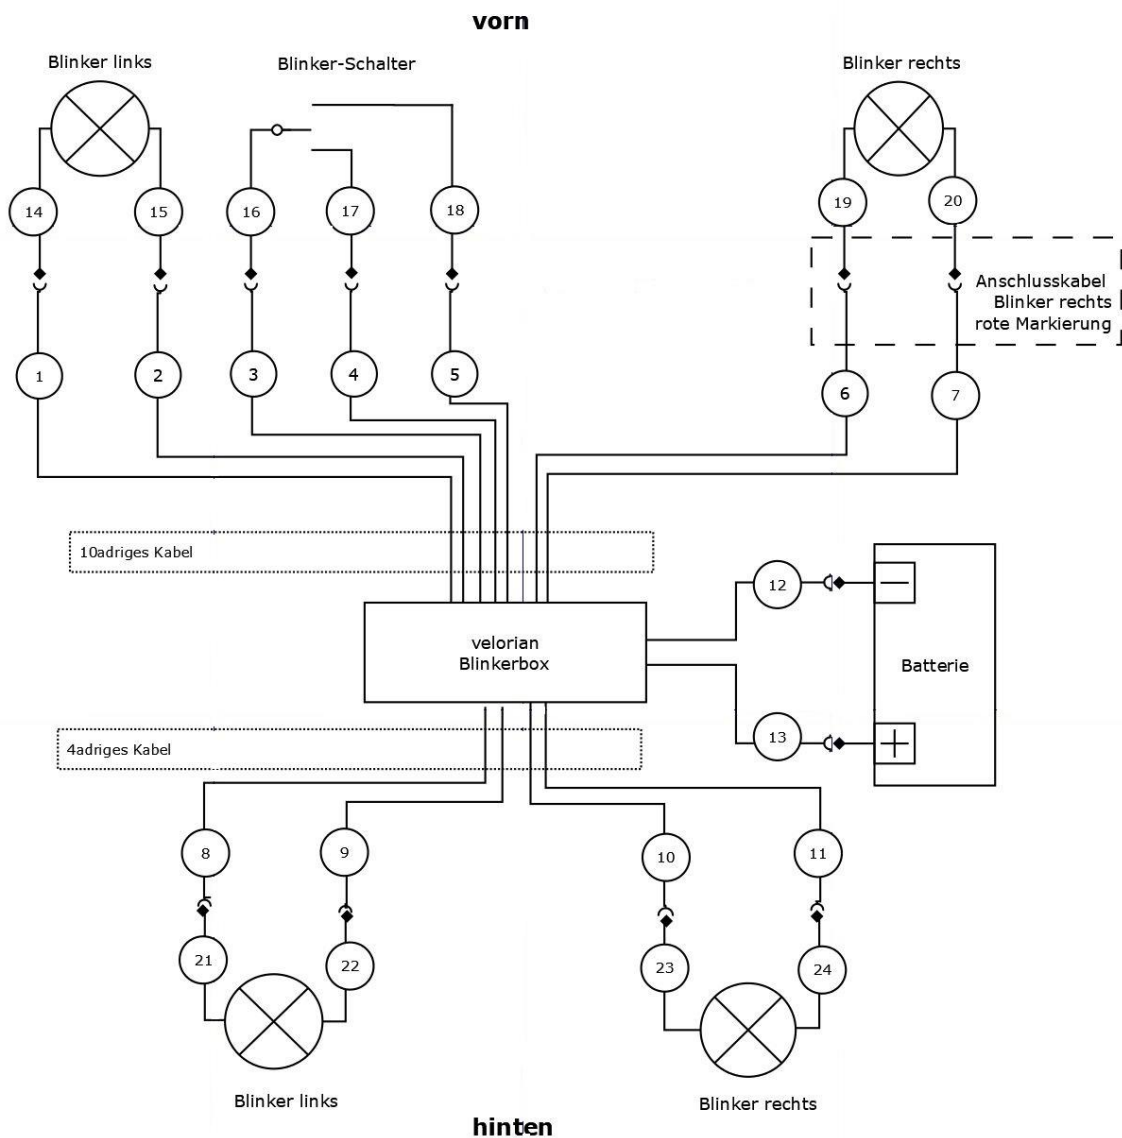 vorn
Blinker links
Blinker-Schalter
Blinker rechts
14
15
16
17
18
19
20
Anschlusskabel
Blinker rechts
rote Markierung
1
2
3
4
5
6
7
10adriges Kabel
12
velorian
Blinkerbox
Batterie
13
4adriges Kabel
8
9
10
11
21
22
23
24
Blinker links
Blinker rechts
hinten